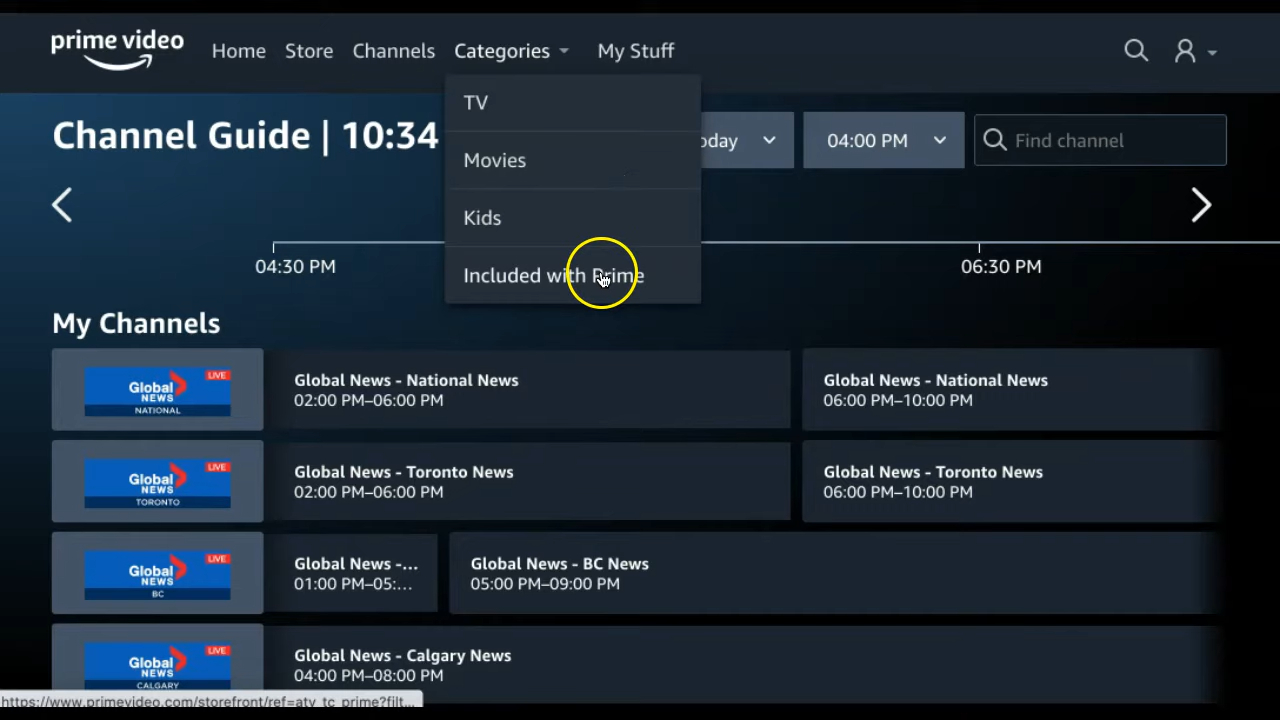 prime video Home Store Channels Categories My Stuff
TV
Channel Guide | 10:34 oday 04:00 PM Find channel
Movies
Kids
04:30 PM 06:30 PM
Included with Prime
My Channels
Global NEWS NATIONAL LIVE
Global News - National News
02:00 PM–06:00 PM
Global News - National News
06:00 PM–10:00 PM
Global NEWS TORONTO LIVE
Global News - Toronto News
02:00 PM–06:00 PM
Global News - Toronto News
06:00 PM–10:00 PM
Global NEWS BC LIVE
Global News -...
01:00 PM–05:...
Global News - BC News
05:00 PM–09:00 PM
Global NEWS CALGARY LIVE
Global News - Calgary News
04:00 PM–08:00 PM
https://www.primevideo.com/storefront/ref=atv_tc_prime?filt...